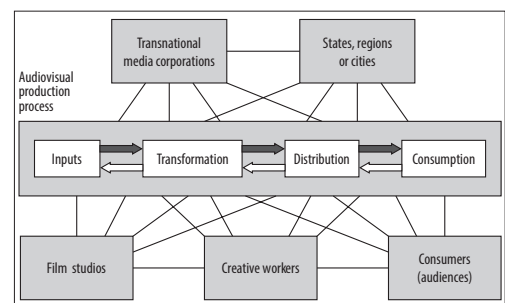 Transnational
media corporations
States, regions
or cities
Audiovisual
production
process
Inputs
Transformation
Distribution
Consumption
Film studios
Creative workers
Consumers
(audiences)